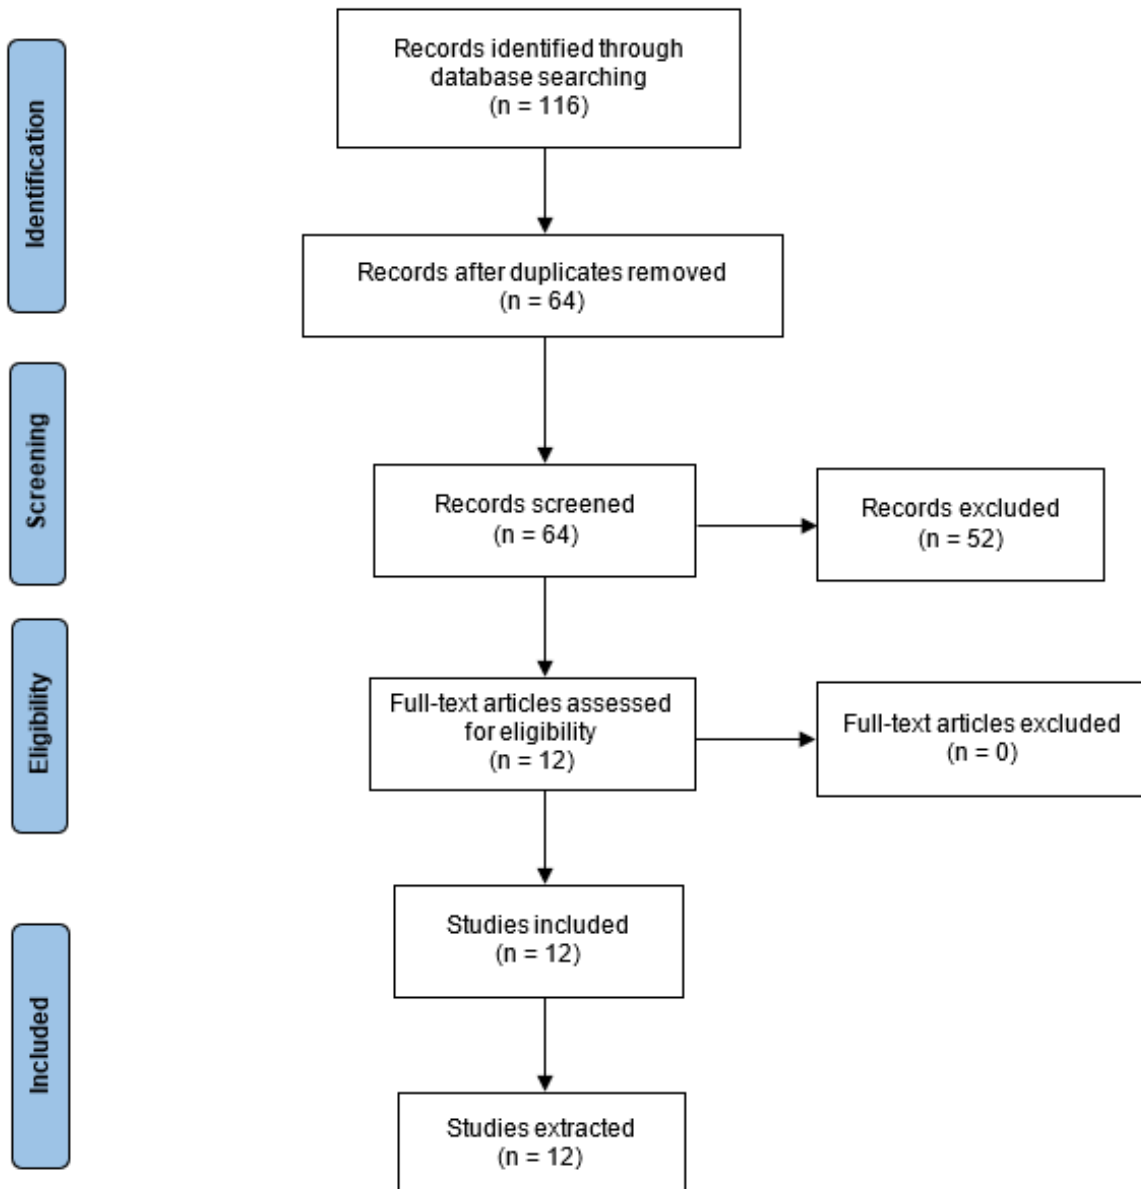 Identification
Records identified through
database searching
(n = 116)
Records after duplicates removed
(n = 64)
Screening
Records screened
(n = 64)
Records excluded
(n = 52)
Eligibility
Full-text articles assessed
for eligibility
(n = 12)
Full-text articles excluded
(n = 0)
Included
Studies included
(n = 12)
Studies extracted
(n = 12)